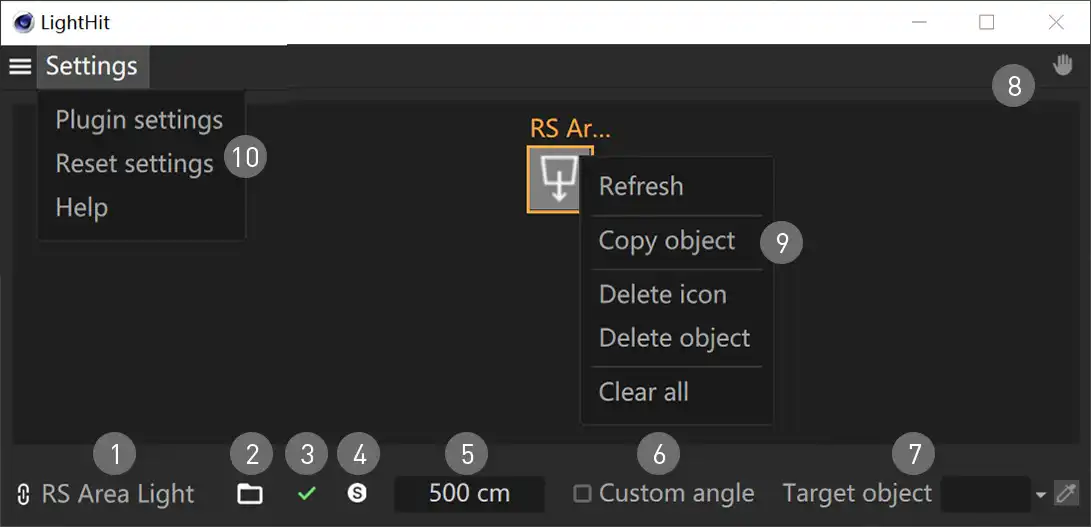 LightHit
Settings
8
Plugin settings
Reset settings
10
Help
RS Ar...
Refresh
Copy object
9
Delete icon
Delete object
Clear all
1 2 3 4 5 6 7
RS Area Light S 500 cm Custom angle Target object